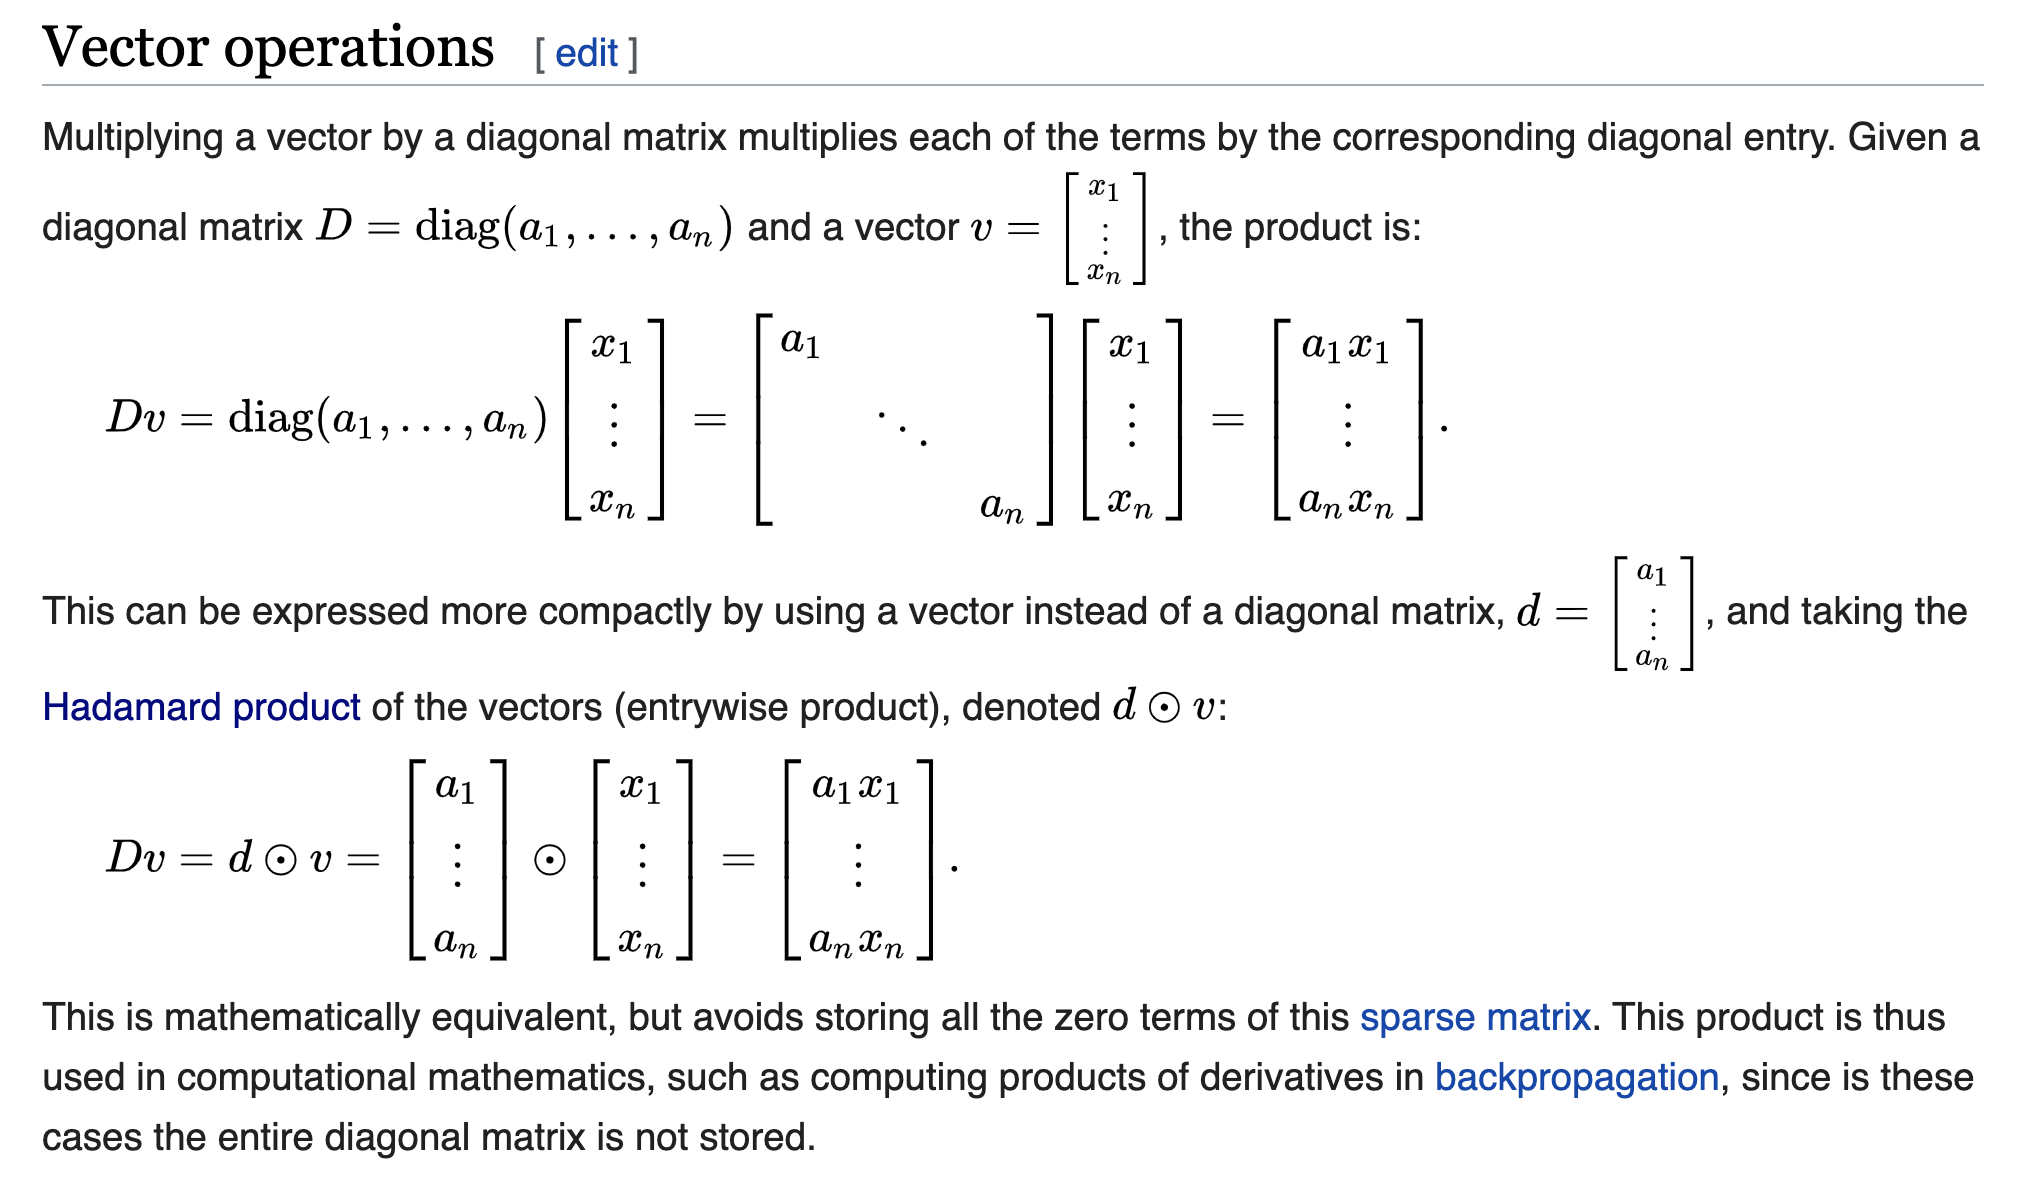 Vector operations [ edit ]
Multiplying a vector by a diagonal matrix multiplies each of the terms by the corresponding diagonal entry. Given a
diagonal matrix $D = \operatorname{diag}(a_1, \ldots, a_n)$ and a vector $v = \begin{bmatrix} x_1 \\ \vdots \\ x_n \end{bmatrix}$, the product is:
$Dv = \operatorname{diag}(a_1, \ldots, a_n) \begin{bmatrix} x_1 \\ \vdots \\ x_n \end{bmatrix} = \begin{bmatrix} a_1 & & \\ & \ddots & \\ & & a_n \end{bmatrix} \begin{bmatrix} x_1 \\ \vdots \\ x_n \end{bmatrix} = \begin{bmatrix} a_1 x_1 \\ \vdots \\ a_n x_n \end{bmatrix}.$
This can be expressed more compactly by using a vector instead of a diagonal matrix, $d = \begin{bmatrix} a_1 \\ \vdots \\ a_n \end{bmatrix}$, and taking the
Hadamard product of the vectors (entrywise product), denoted $d \odot v$:
$Dv = d \odot v = \begin{bmatrix} a_1 \\ \vdots \\ a_n \end{bmatrix} \odot \begin{bmatrix} x_1 \\ \vdots \\ x_n \end{bmatrix} = \begin{bmatrix} a_1 x_1 \\ \vdots \\ a_n x_n \end{bmatrix}.$
This is mathematically equivalent, but avoids storing all the zero terms of this sparse matrix. This product is thus
used in computational mathematics, such as computing products of derivatives in backpropagation, since is these
cases the entire diagonal matrix is not stored.